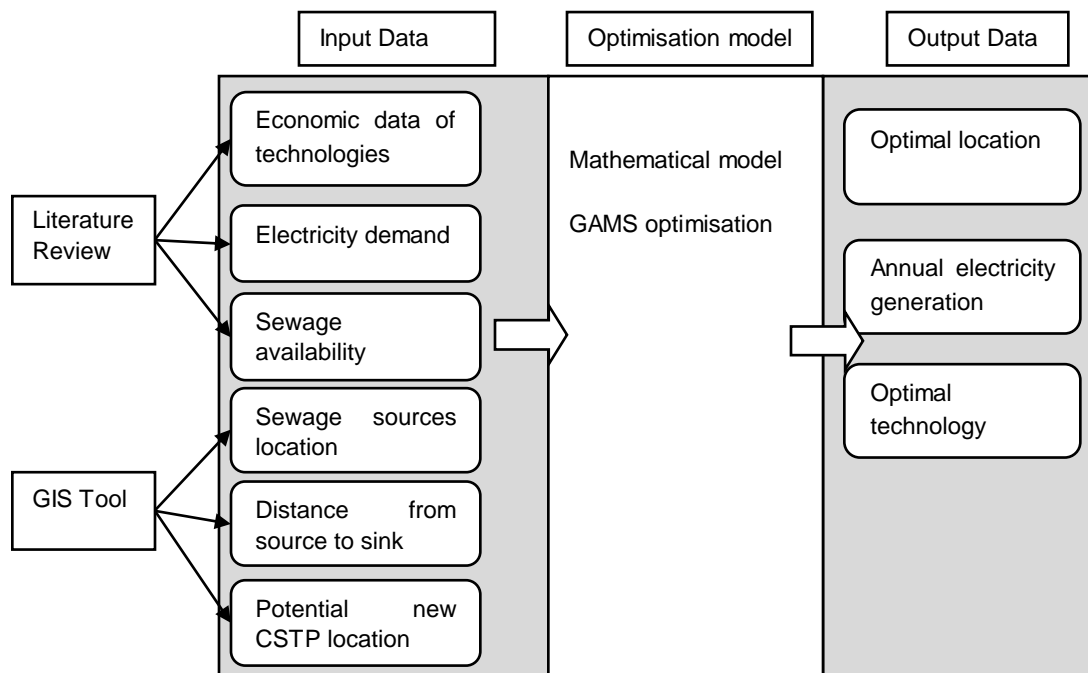 Input Data
Optimisation model
Output Data
Literature
Review
GIS Tool
Economic data of
technologies
Electricity demand
Sewage
availability
Sewage sources
location
Distance from
source to sink
Potential new
CSTP location
Mathematical model
GAMS optimisation
Optimal location
Annual electricity
generation
Optimal
technology